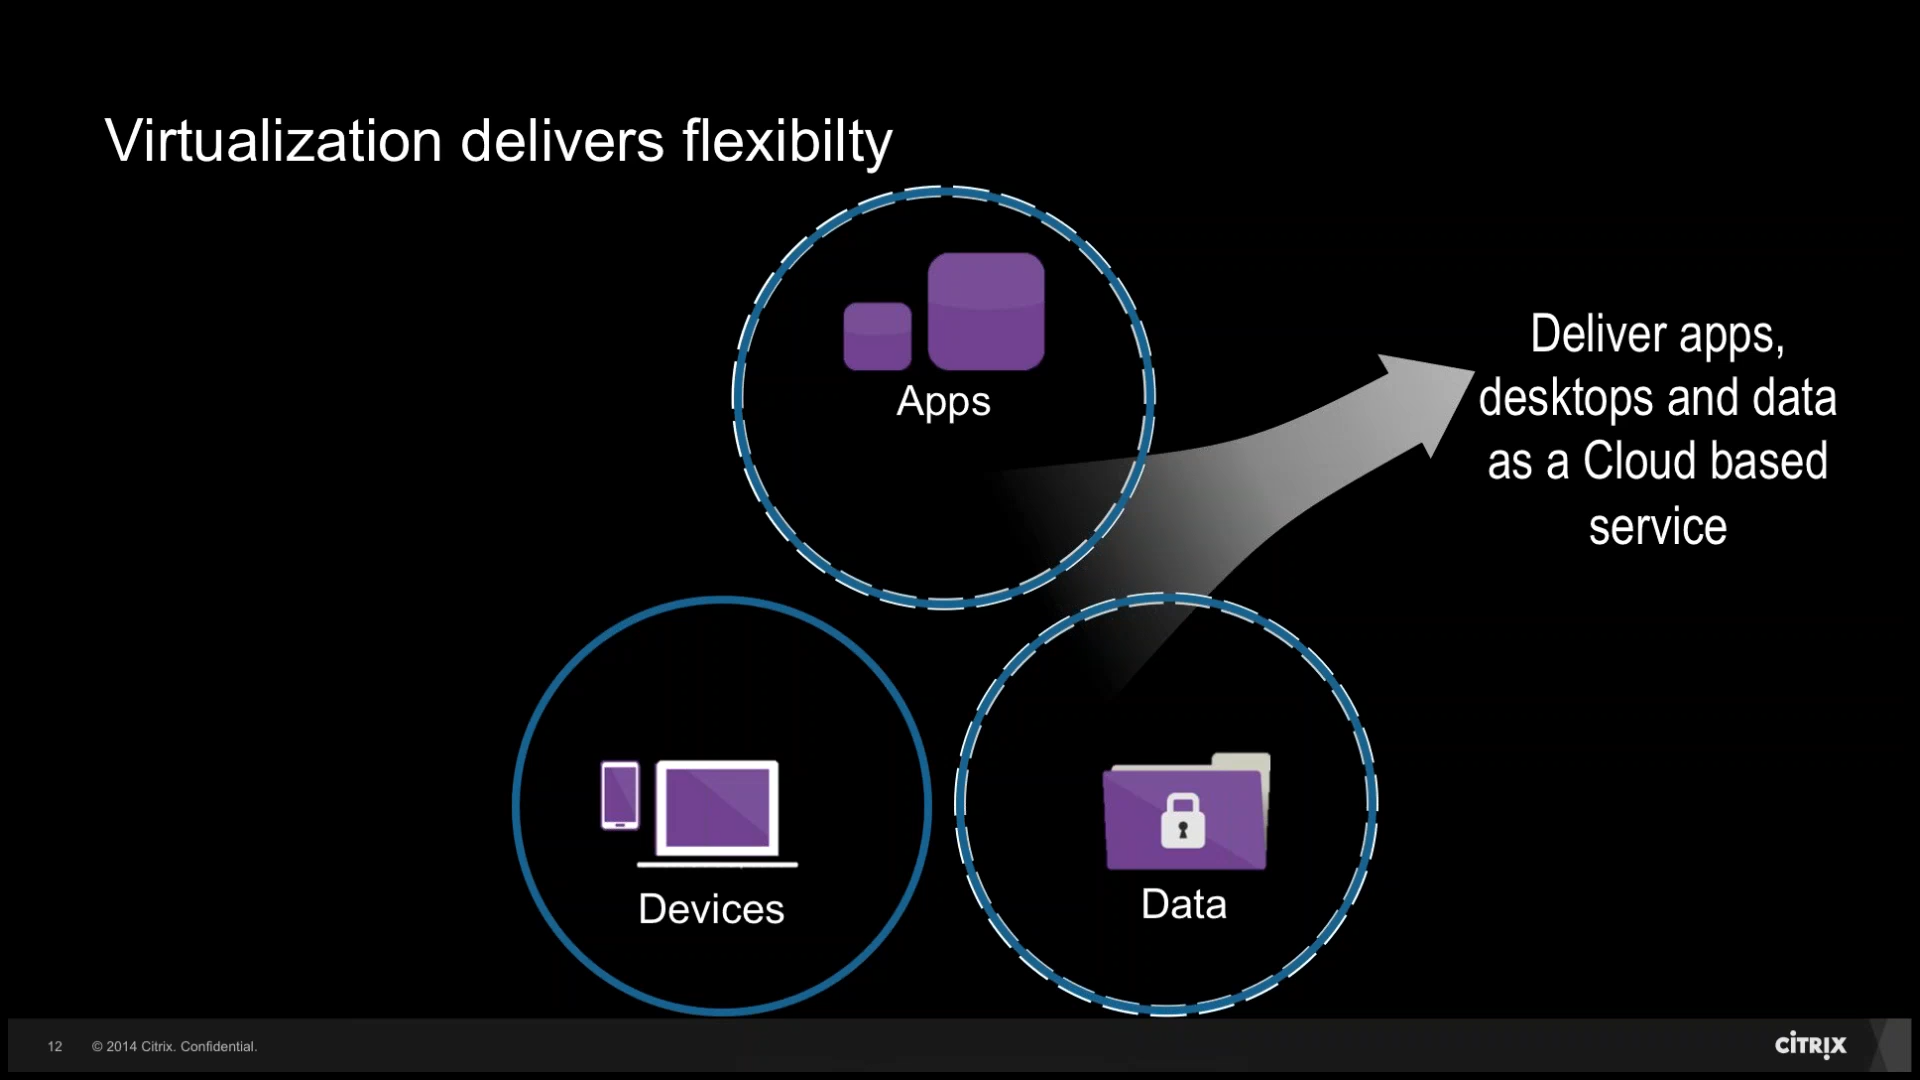 Virtualization delivers flexibilty
Apps
Deliver apps,
desktops and data
as a Cloud based
service
Devices
Data
12 © 2014 Citrix. Confidential.
CITRIX